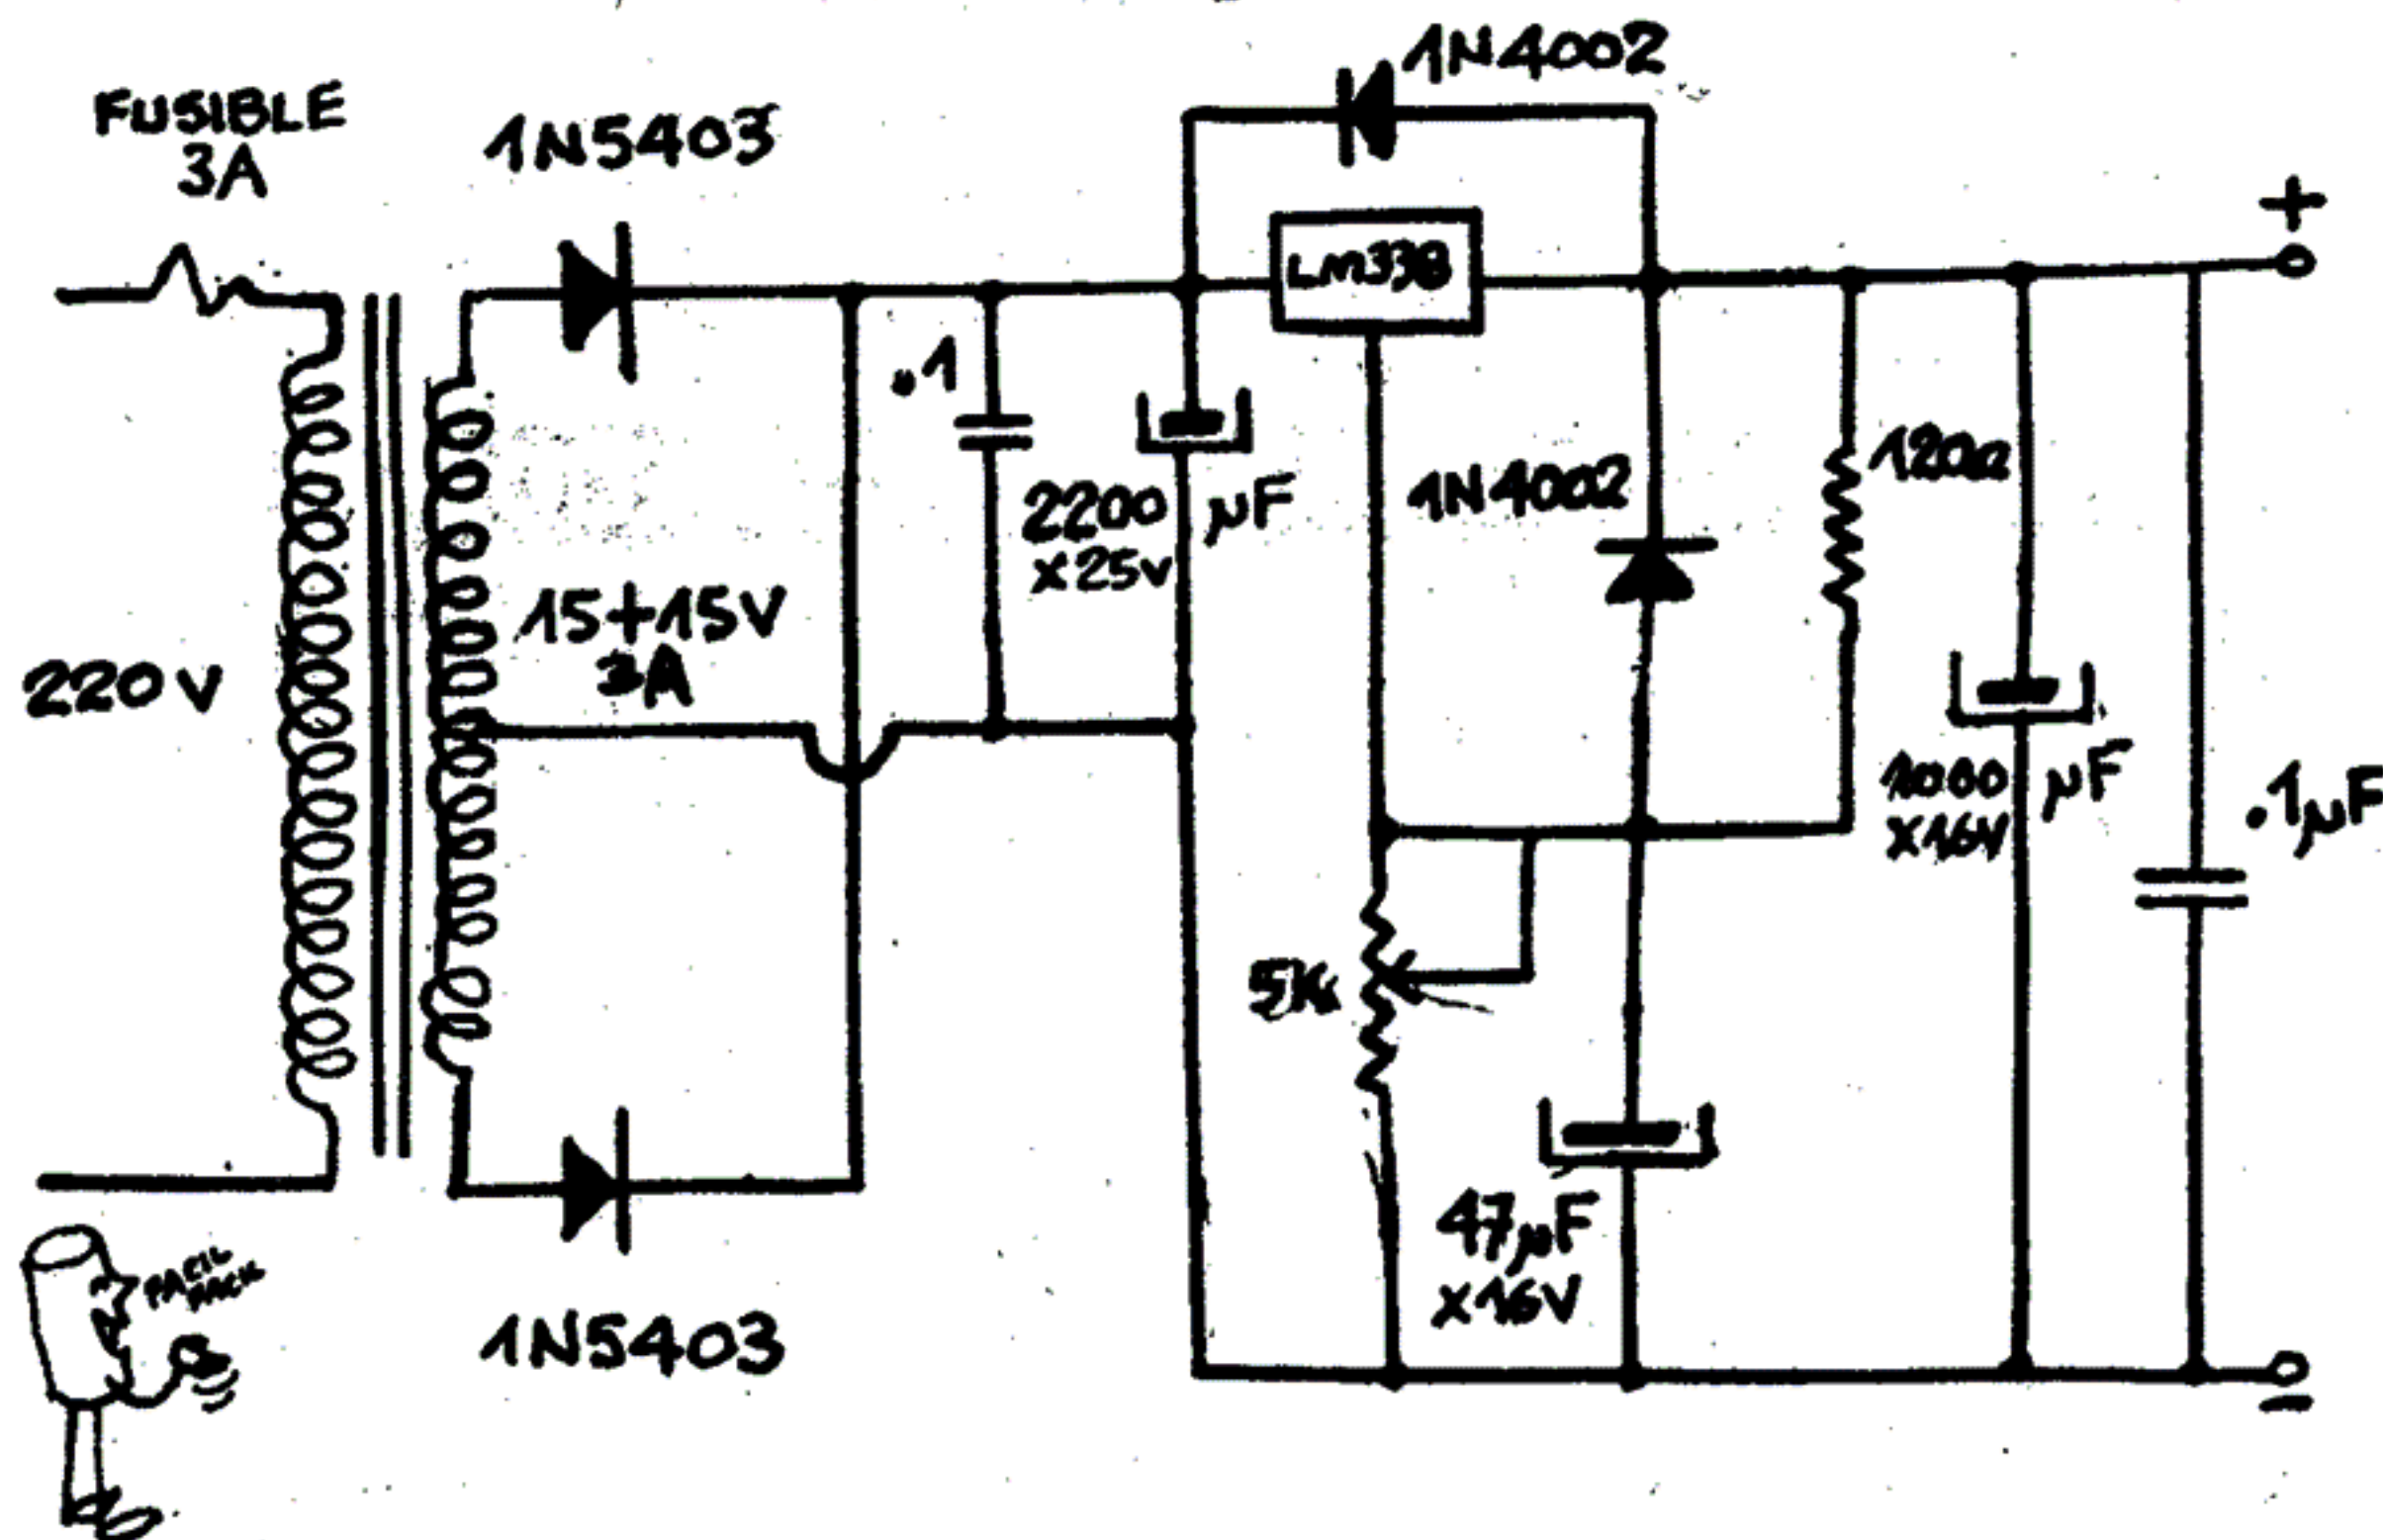 FUSIBLE
3A
1N5403
1N4002
LM338
+
.1
2200 µF
X25V
1N4002
120Ω
15+15V
3A
220V
1000 µF
X16V
.1µF
5K
47µF
X16V
1N5403
-